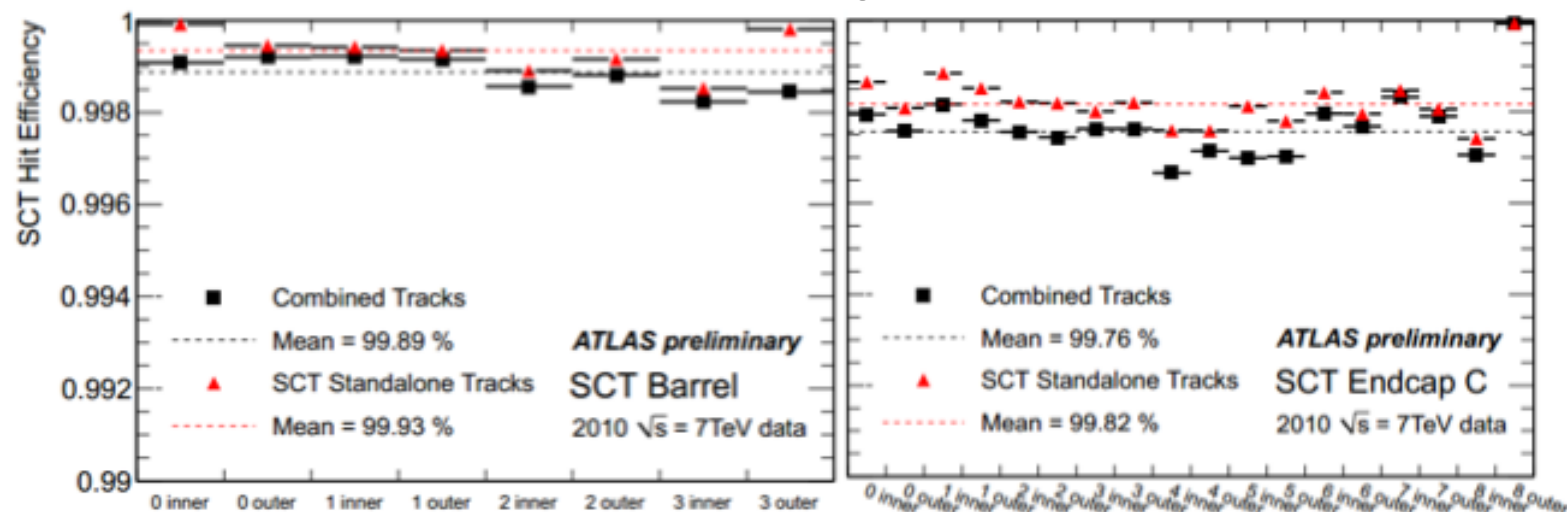 SCT Hit Efficiency
1
0.998
0.996
0.994
0.992
0.99
Combined Tracks
Mean = 99.89 %
SCT Standalone Tracks
Mean = 99.93 %
ATLAS preliminary
SCT Barrel
2010 √s = 7TeV data
0 inner 0 outer 1 inner 1 outer 2 inner 2 outer 3 inner 3 outer
Combined Tracks
Mean = 99.76 %
SCT Standalone Tracks
Mean = 99.82 %
ATLAS preliminary
SCT Endcap C
2010 √s = 7TeV data
0 inner 0 outer 1 inner 1 outer 2 inner 2 outer 3 inner 3 outer 4 inner 4 outer 5 inner 5 outer 6 inner 6 outer 7 inner 7 outer 8 inner 8 outer